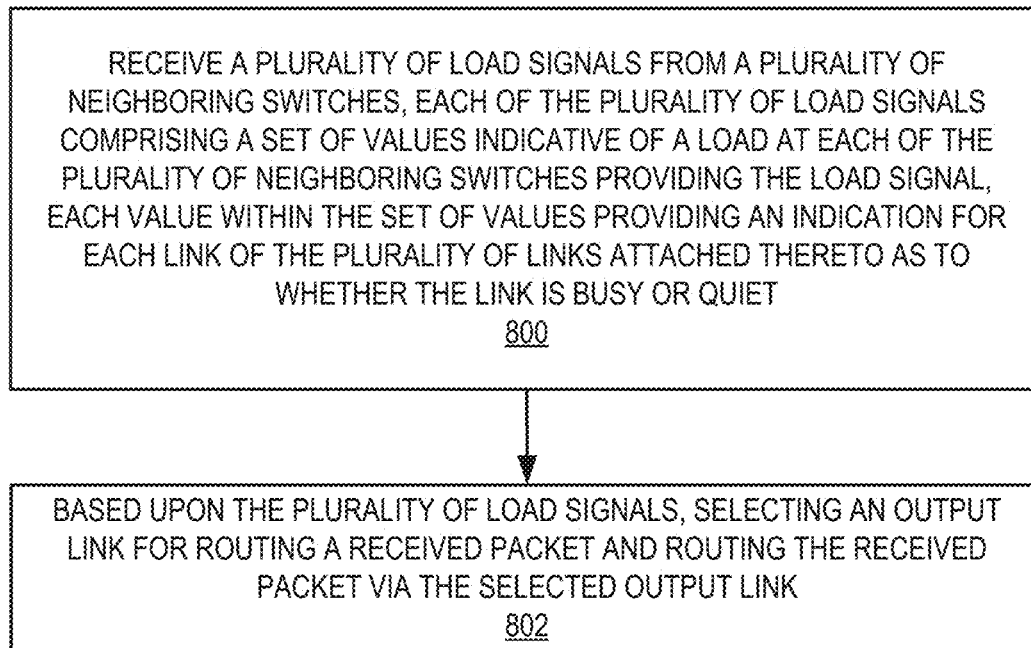 RECEIVE A PLURALITY OF LOAD SIGNALS FROM A PLURALITY OF
NEIGHBORING SWITCHES, EACH OF THE PLURALITY OF LOAD SIGNALS
COMPRISING A SET OF VALUES INDICATIVE OF A LOAD AT EACH OF THE
PLURALITY OF NEIGHBORING SWITCHES PROVIDING THE LOAD SIGNAL,
EACH VALUE WITHIN THE SET OF VALUES PROVIDING AN INDICATION FOR
EACH LINK OF THE PLURALITY OF LINKS ATTACHED THERETO AS TO
WHETHER THE LINK IS BUSY OR QUIET
800
BASED UPON THE PLURALITY OF LOAD SIGNALS, SELECTING AN OUTPUT
LINK FOR ROUTING A RECEIVED PACKET AND ROUTING THE RECEIVED
PACKET VIA THE SELECTED OUTPUT LINK
802